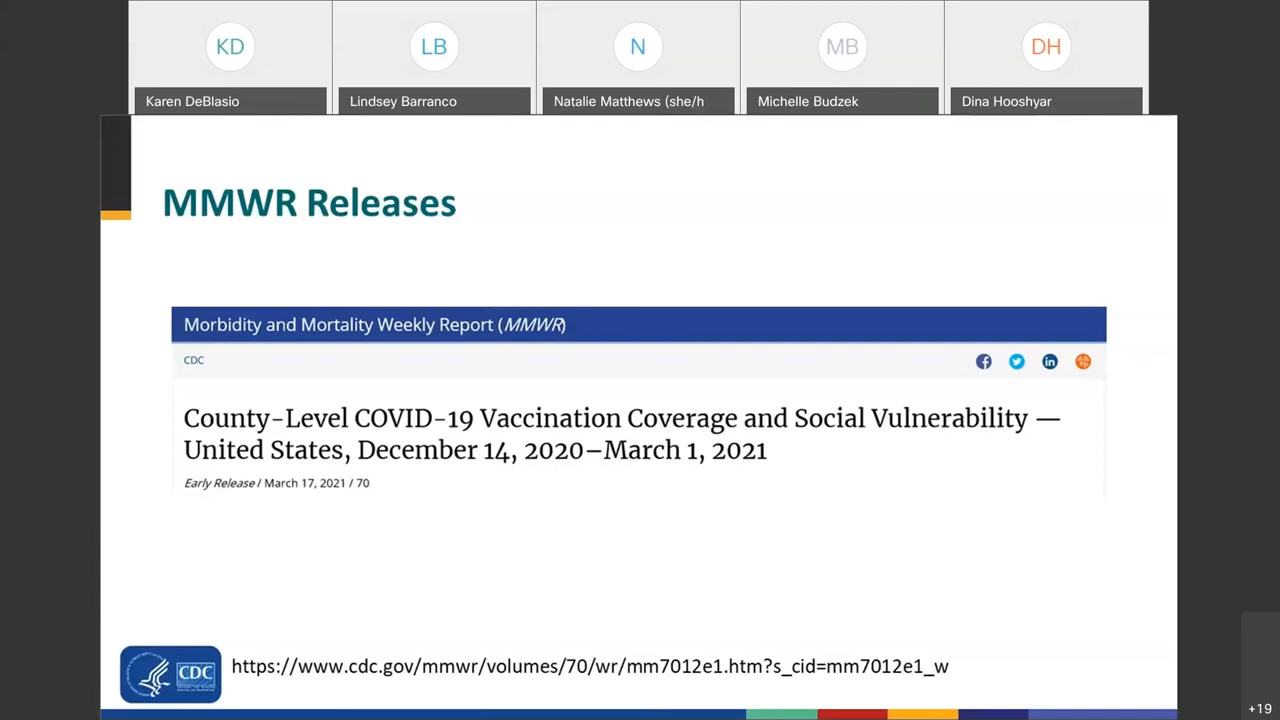 KD
LB
N
MB
DH
Karen DeBlasio
Lindsey Barranco
Natalie Matthews (she/h
Michelle Budzek
Dina Hooshyar
MMWR Releases
Morbidity and Mortality Weekly Report (MMWR)
CDC
County-Level COVID-19 Vaccination Coverage and Social Vulnerability —
United States, December 14, 2020–March 1, 2021
Early Release / March 17, 2021 / 70
CDC
https://www.cdc.gov/mmwr/volumes/70/wr/mm7012e1.htm?s_cid=mm7012e1_w
+19